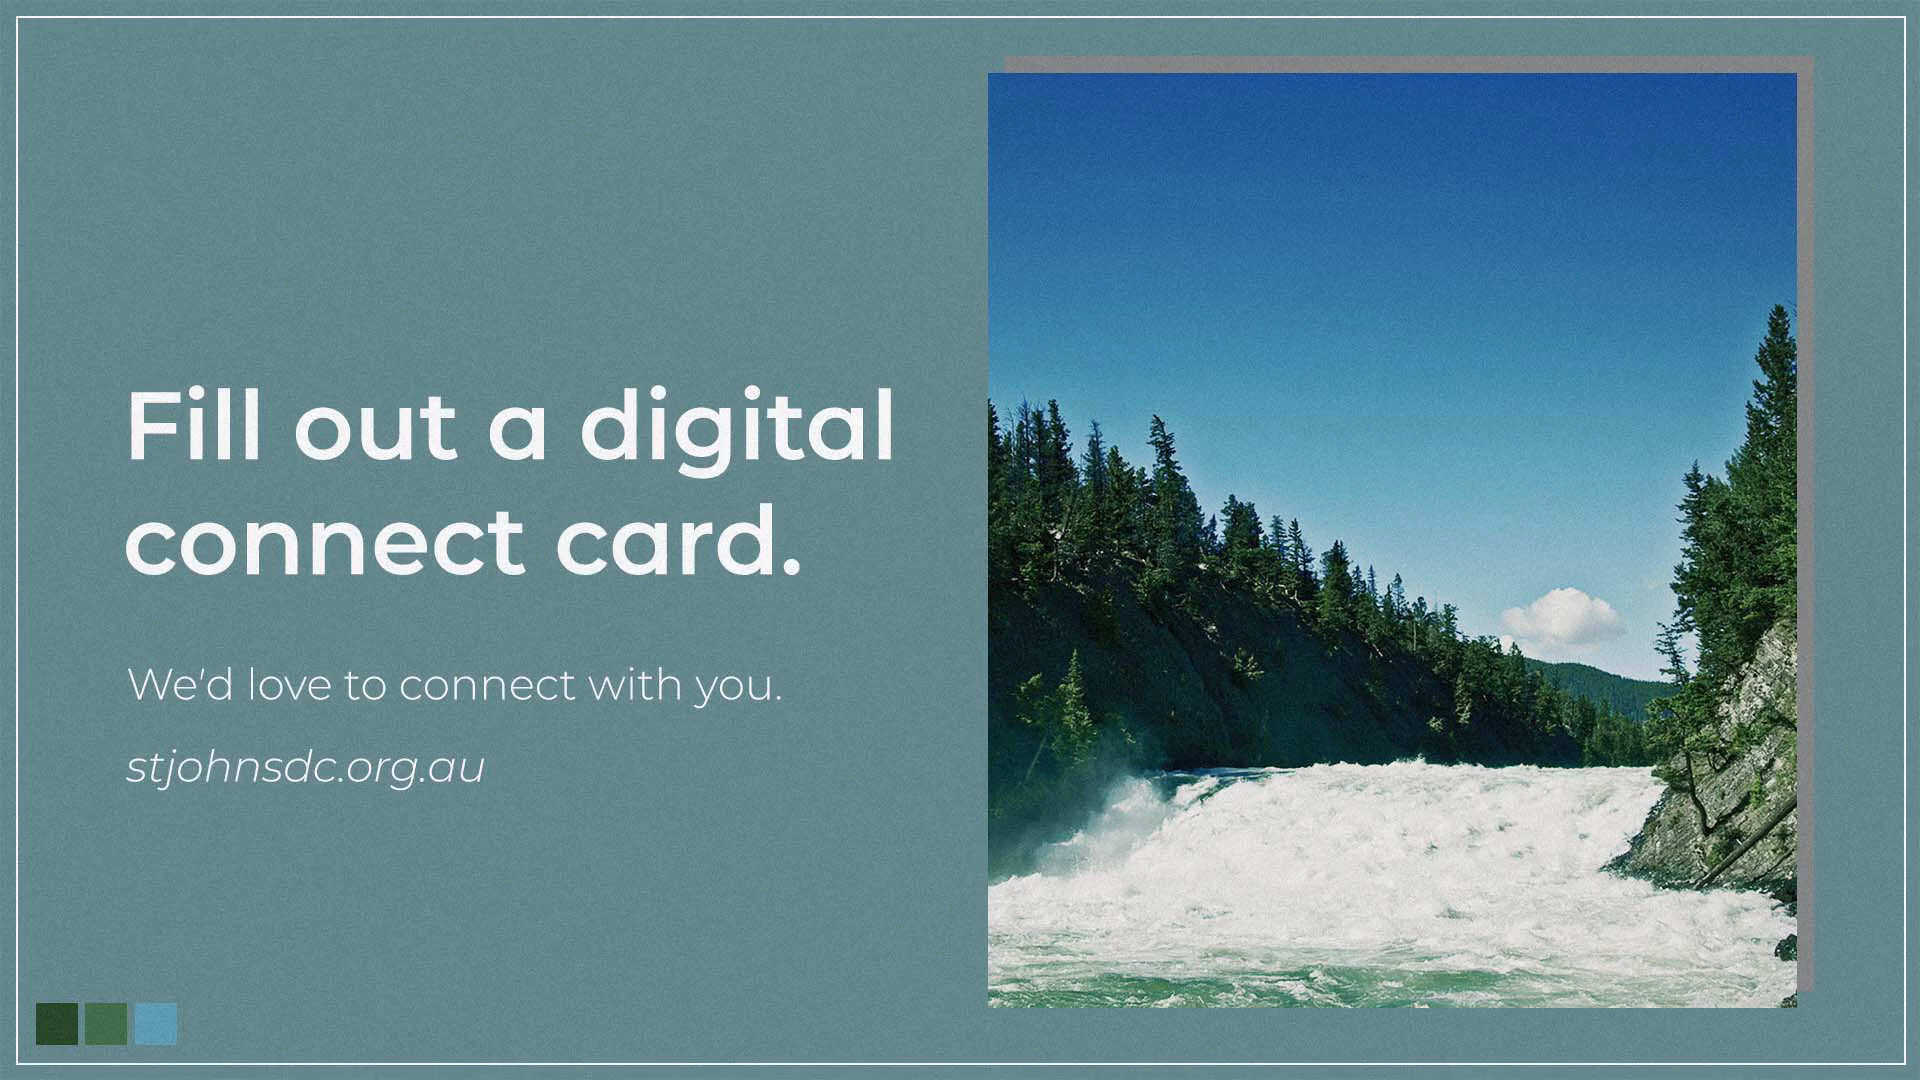 Fill out a digital
connect card.
We'd love to connect with you.
stjohnsdc.org.au